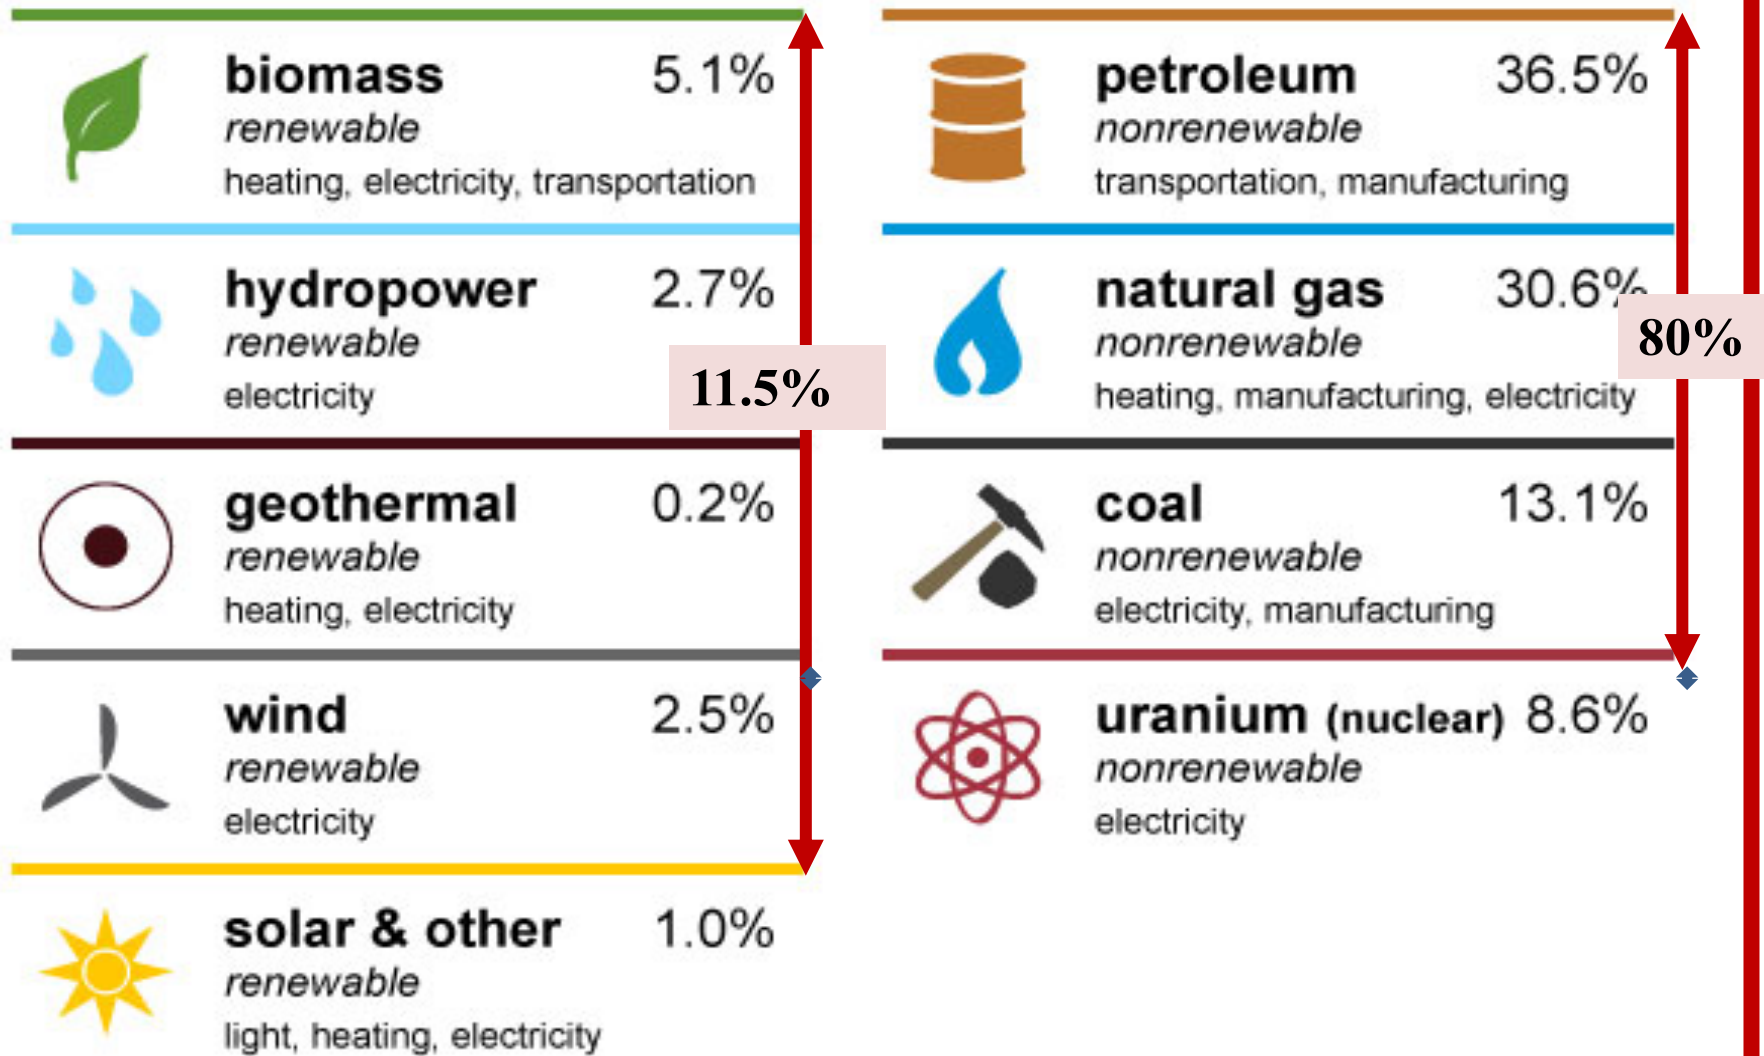 biomass 5.1%
renewable
heating, electricity, transportation
hydropower 2.7%
renewable
electricity
11.5%
geothermal 0.2%
renewable
heating, electricity
wind 2.5%
renewable
electricity
solar & other 1.0%
renewable
light, heating, electricity
petroleum 36.5%
nonrenewable
transportation, manufacturing
natural gas 30.6%
nonrenewable
80%
heating, manufacturing, electricity
coal 13.1%
nonrenewable
electricity, manufacturing
uranium (nuclear) 8.6%
nonrenewable
electricity